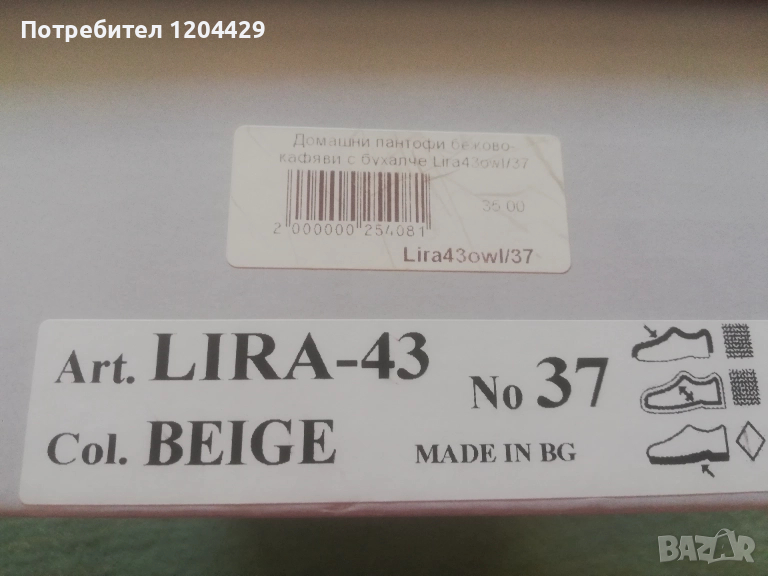 Потребител 1204429
Домашни пантофи бежово-
кафяви с бухалче Lira43owl/37
35.00
2 000000 254081
Lira43owl/37
Art. LIRA-43
No 37
Col. BEIGE
MADE IN BG
BAZAR